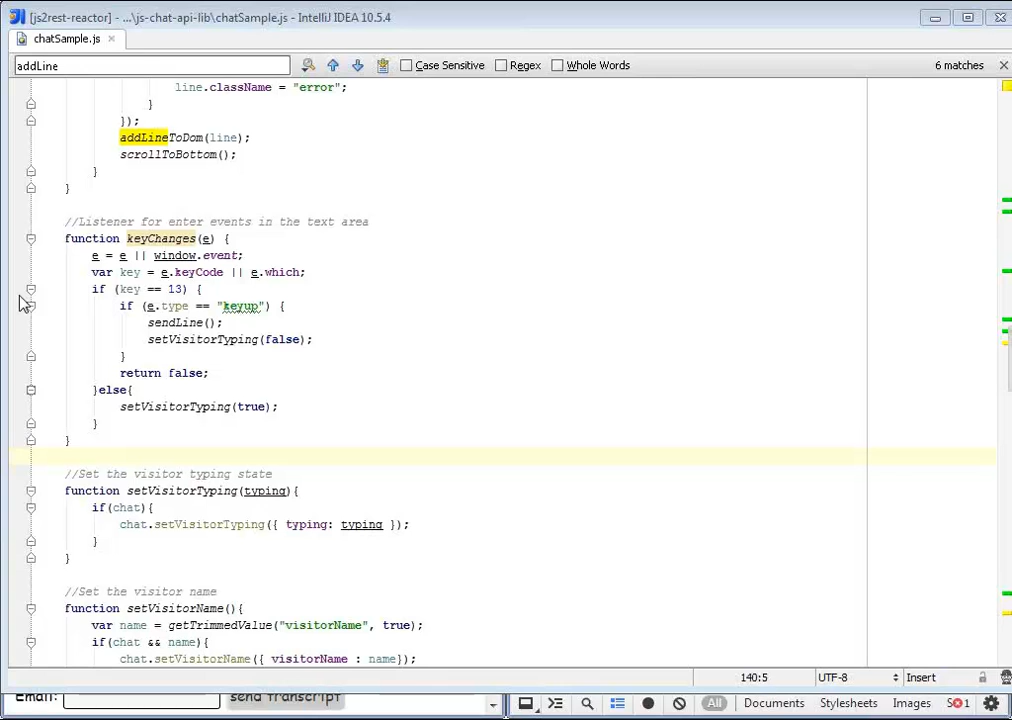 [js2rest-reactor] - ...\js-chat-api-lib\chatSample.js - IntelliJ IDEA 10.5.4
chatSample.js
addLine Case Sensitive Regex Whole Words 6 matches
line.className = "error";
}
});
addLineToDom(line);
scrollToBottom();
}
}
//Listener for enter events in the text area
function keyChanges(e) {
e = e || window.event;
var key = e.keyCode || e.which;
if (key == 13) {
if (e.type == "keyup") {
sendLine();
setVisitorTyping(false);
}
return false;
}else{
setVisitorTyping(true);
}
}
//Set the visitor typing state
function setVisitorTyping(typing){
if(chat){
chat.setVisitorTyping({ typing: typing });
}
}
//Set the visitor name
function setVisitorName(){
var name = getTrimmedValue("visitorName", true);
if(chat && name){
chat.setVisitorName({ visitorName : name});
140:5 UTF-8 Insert
Email: send transcript All Documents Stylesheets Images 1